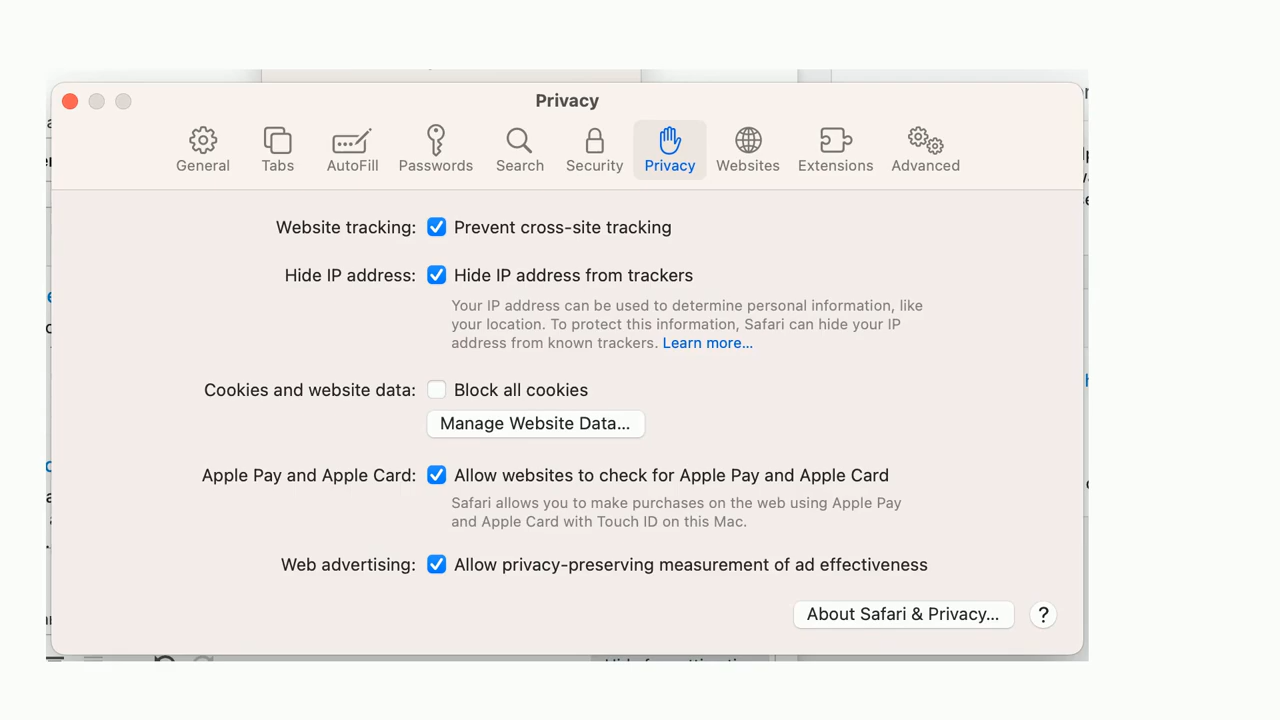 Privacy
General Tabs AutoFill Passwords Search Security Privacy Websites Extensions Advanced
Website tracking: Prevent cross-site tracking
Hide IP address: Hide IP address from trackers
Your IP address can be used to determine personal information, like
your location. To protect this information, Safari can hide your IP
address from known trackers. Learn more...
Cookies and website data: Block all cookies
Manage Website Data...
Apple Pay and Apple Card: Allow websites to check for Apple Pay and Apple Card
Safari allows you to make purchases on the web using Apple Pay
and Apple Card with Touch ID on this Mac.
Web advertising: Allow privacy-preserving measurement of ad effectiveness
About Safari & Privacy... ?